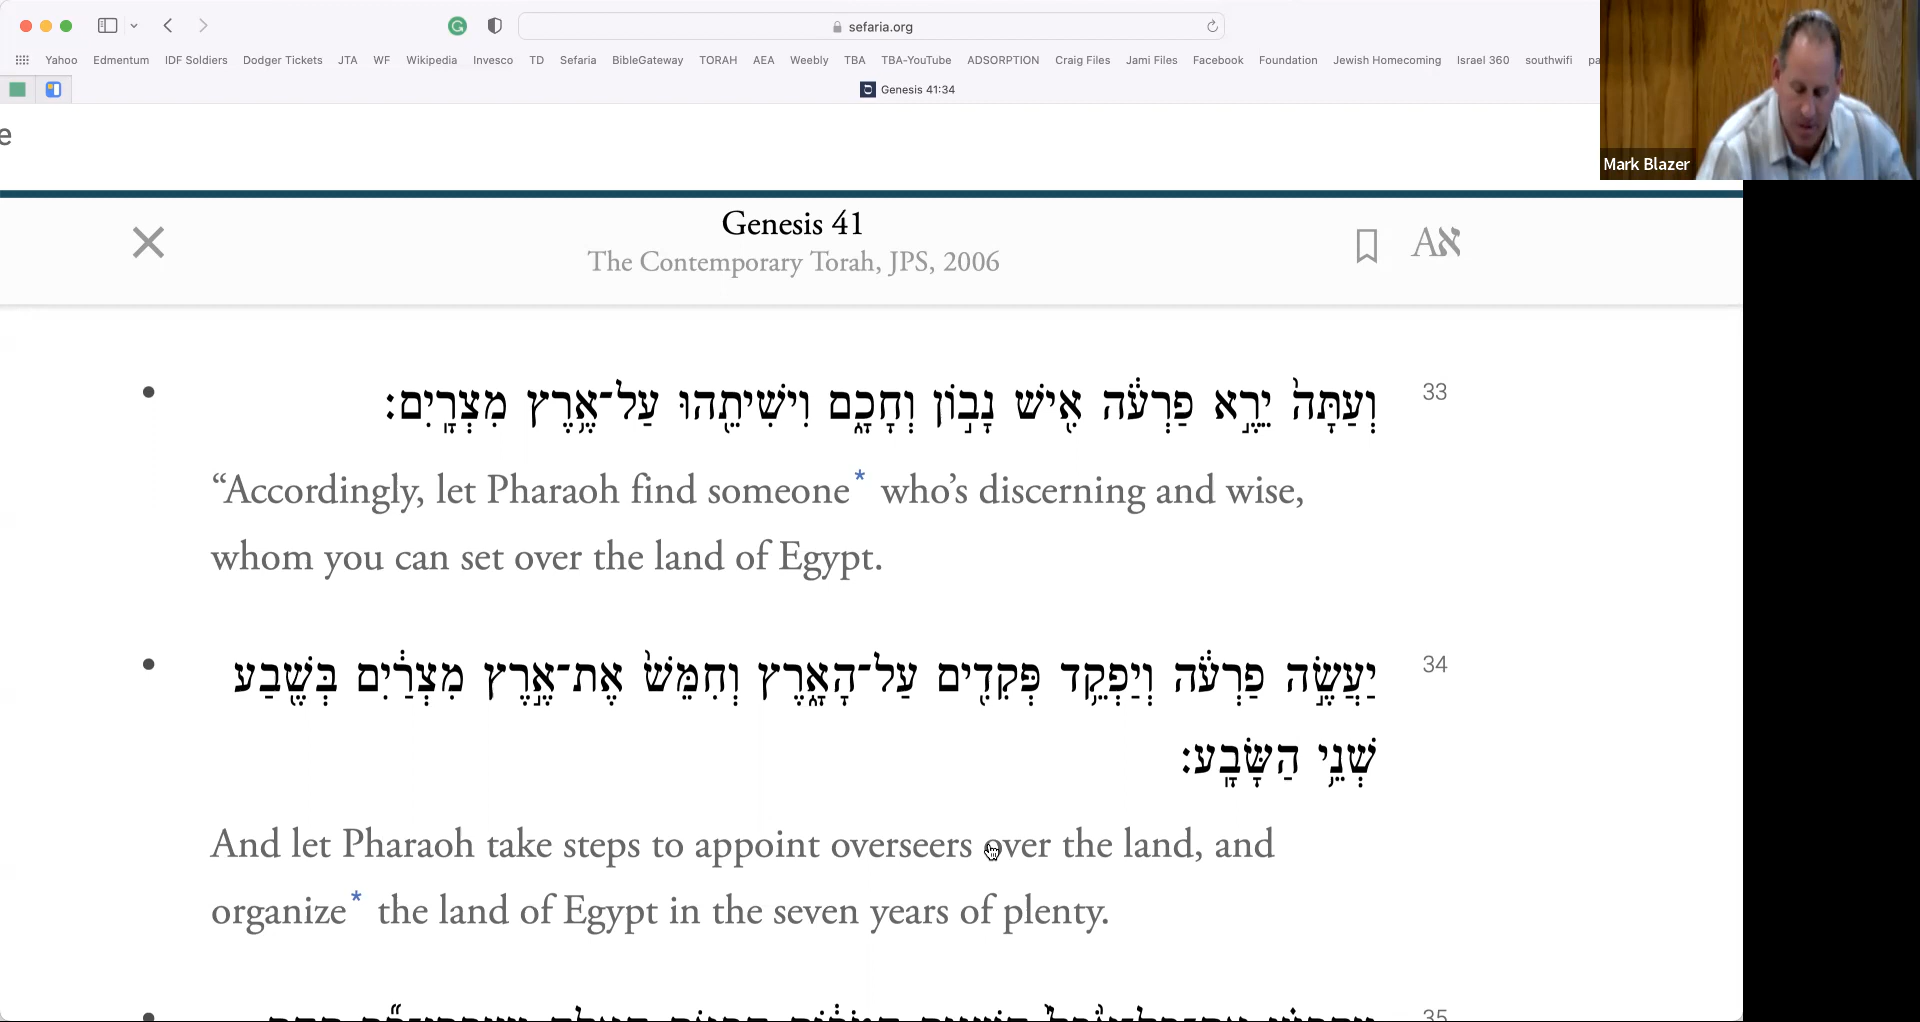 sefaria.org
Yahoo Edmentum IDF Soldiers Dodger Tickets JTA WF Wikipedia Invesco TD Sefaria BibleGateway TORAH AEA Weebly TBA TBA-YouTube ADSORPTION Craig Files Jami Files Facebook Foundation Jewish Homecoming Israel 360 southwifi
Genesis 41:34
Mark Blazer
Genesis 41
The Contemporary Torah, JPS, 2006
Aא
33
וְעַתָּה֙ יֵרֶ֣א פַרְעֹ֔ה אִ֖ישׁ נָב֣וֹן וְחָכָ֑ם וִישִׁיתֵ֖הוּ עַל־אֶ֥רֶץ מִצְרָֽיִם׃
“Accordingly, let Pharaoh find someone* who’s discerning and wise,
whom you can set over the land of Egypt.
34
יַעֲשֶׂ֣ה פַרְעֹ֔ה וְיַפְקֵ֥ד פְּקִדִ֖ים עַל־הָאָ֑רֶץ וְחִמֵּשׁ֙ אֶת־אֶ֣רֶץ מִצְרַ֔יִם בְּשֶׁ֖בַע
שְׁנֵ֥י הַשָּׂבָֽע׃
And let Pharaoh take steps to appoint overseers over the land, and
organize* the land of Egypt in the seven years of plenty.
35